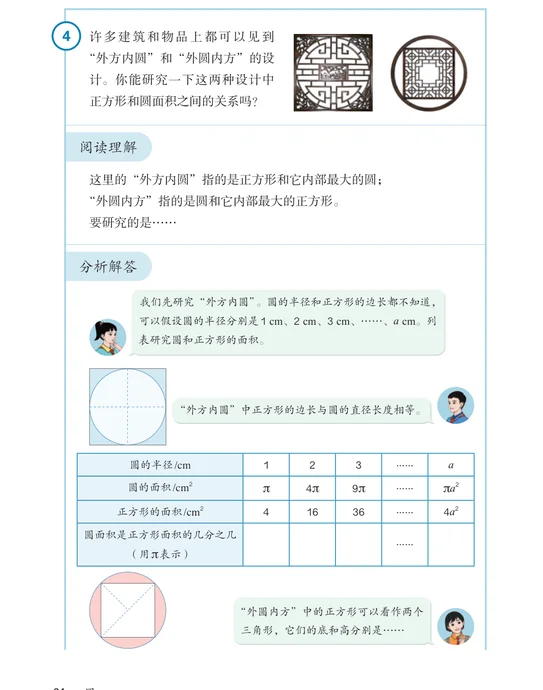 4 许多建筑和物品上都可以见到
“外方内圆”和“外圆内方”的设
计。你能研究一下这两种设计中
正方形和圆面积之间的关系吗？
阅读理解
这里的“外方内圆”指的是正方形和它内部最大的圆；
“外圆内方”指的是圆和它内部最大的正方形。
要研究的是……
分析解答
我们先研究“外方内圆”。圆的半径和正方形的边长都不知道，
可以假设圆的半径分别是1 cm、2 cm、3 cm、……、a cm。列
表研究圆和正方形的面积。
“外方内圆”中正方形的边长与圆的直径长度相等。
圆的半径/cm 1 2 3 …… a
圆的面积/cm² π 4π 9π …… πa²
正方形的面积/cm² 4 16 36 …… 4a²
圆面积是正方形面积的几分之几
（用π表示） ……
“外圆内方”中的正方形可以看作两个
三角形，它们的底和高分别是……